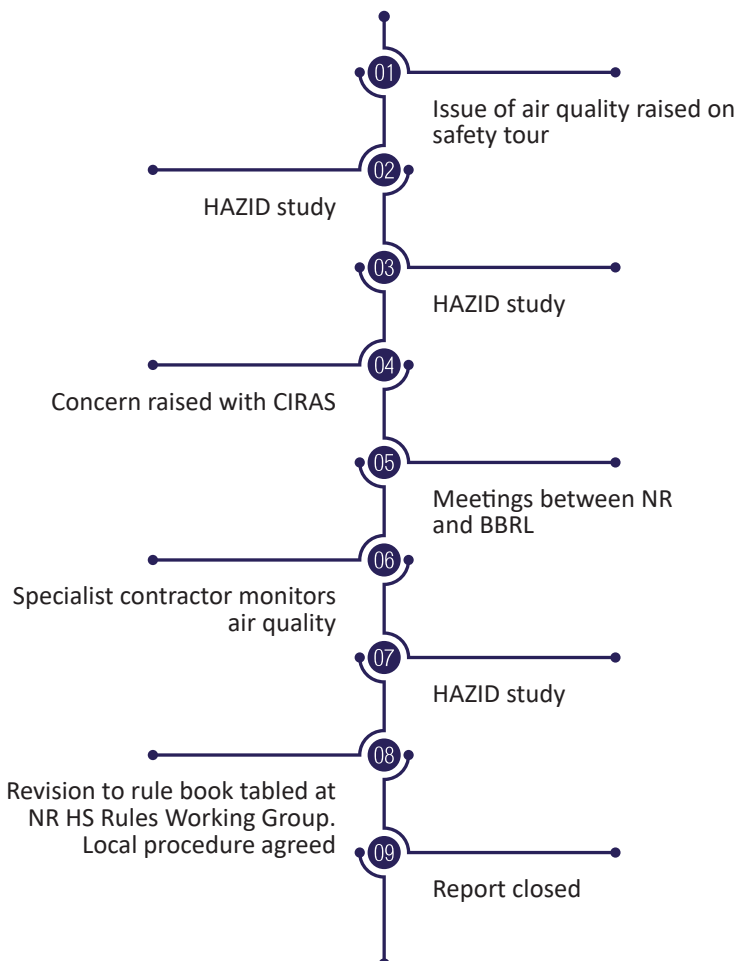 01
Issue of air quality raised on
safety tour
02
HAZID study
03
HAZID study
04
Concern raised with CIRAS
05
Meetings between NR
and BBRL
06
Specialist contractor monitors
air quality
07
HAZID study
08
Revision to rule book tabled at
NR HS Rules Working Group.
Local procedure agreed
09
Report closed